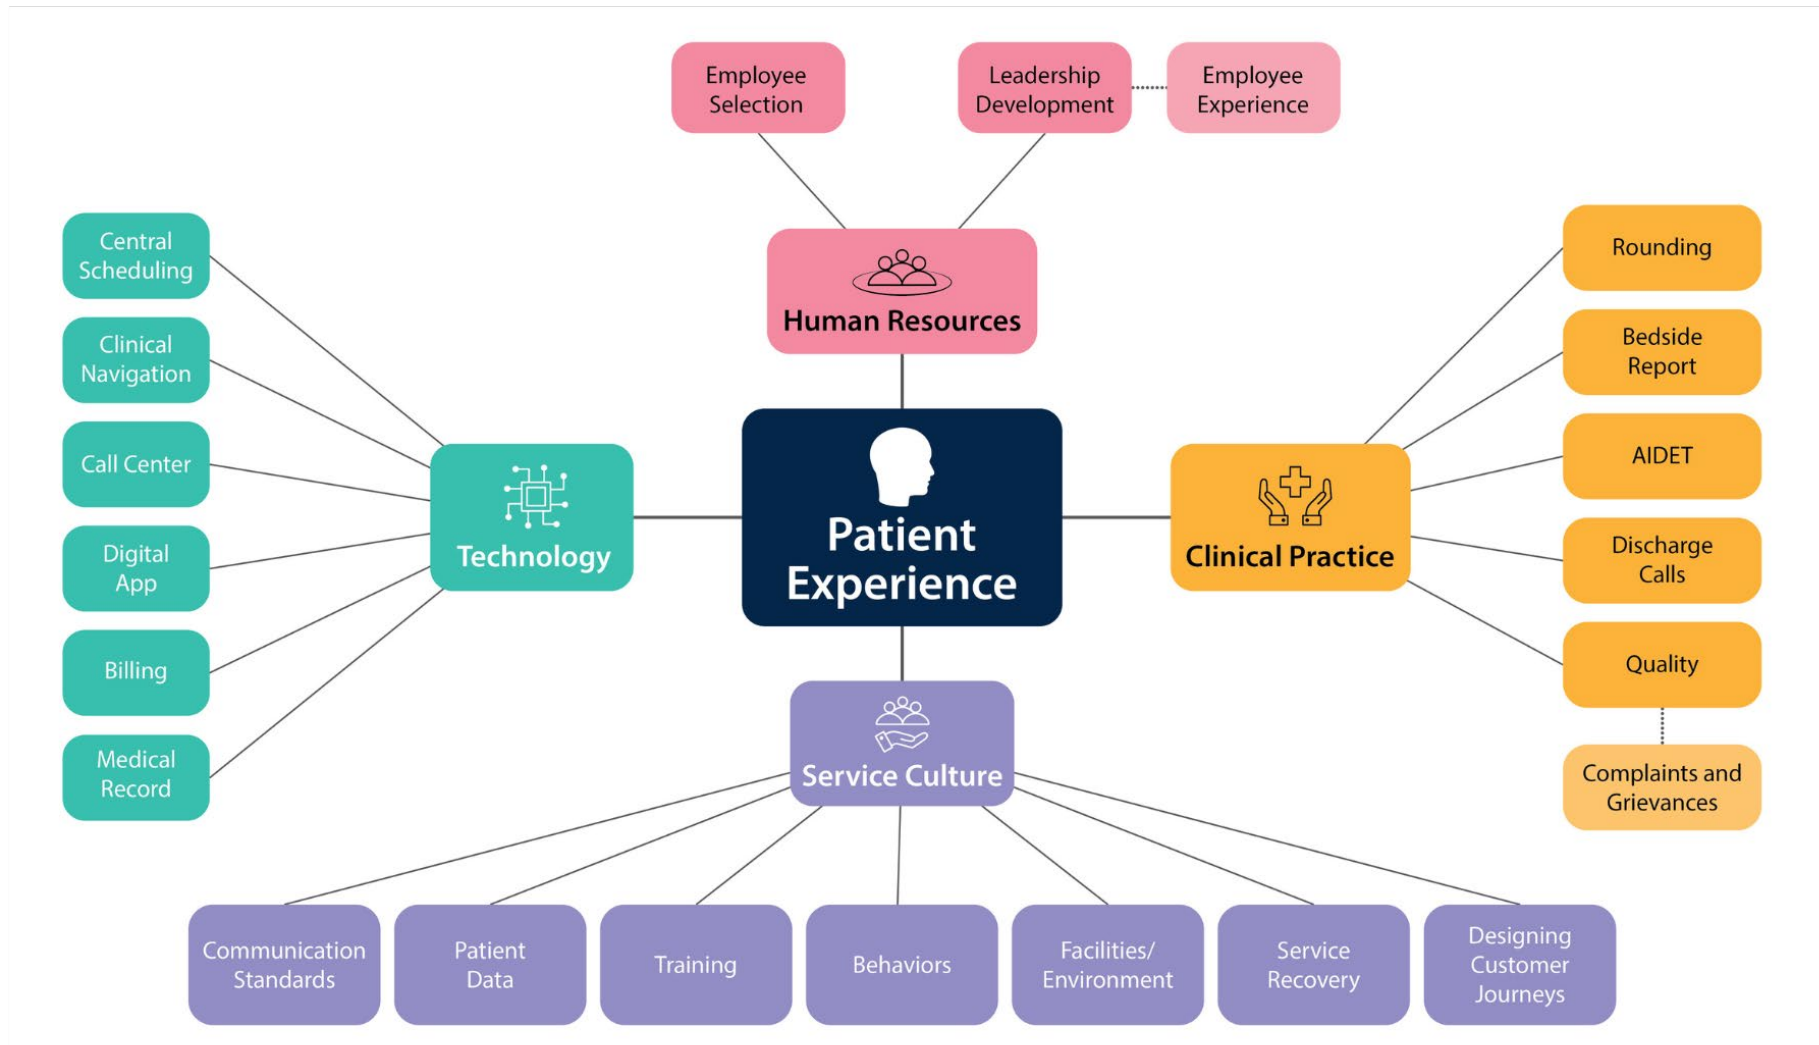 Employee
Selection
Leadership
Development
Employee
Experience
Human Resources
Central
Scheduling
Clinical
Navigation
Call Center
Digital
App
Billing
Medical
Record
Technology
Patient
Experience
Clinical Practice
Rounding
Bedside
Report
AIDET
Discharge
Calls
Quality
Complaints and
Grievances
Service Culture
Communication
Standards
Patient
Data
Training
Behaviors
Facilities/
Environment
Service
Recovery
Designing
Customer
Journeys